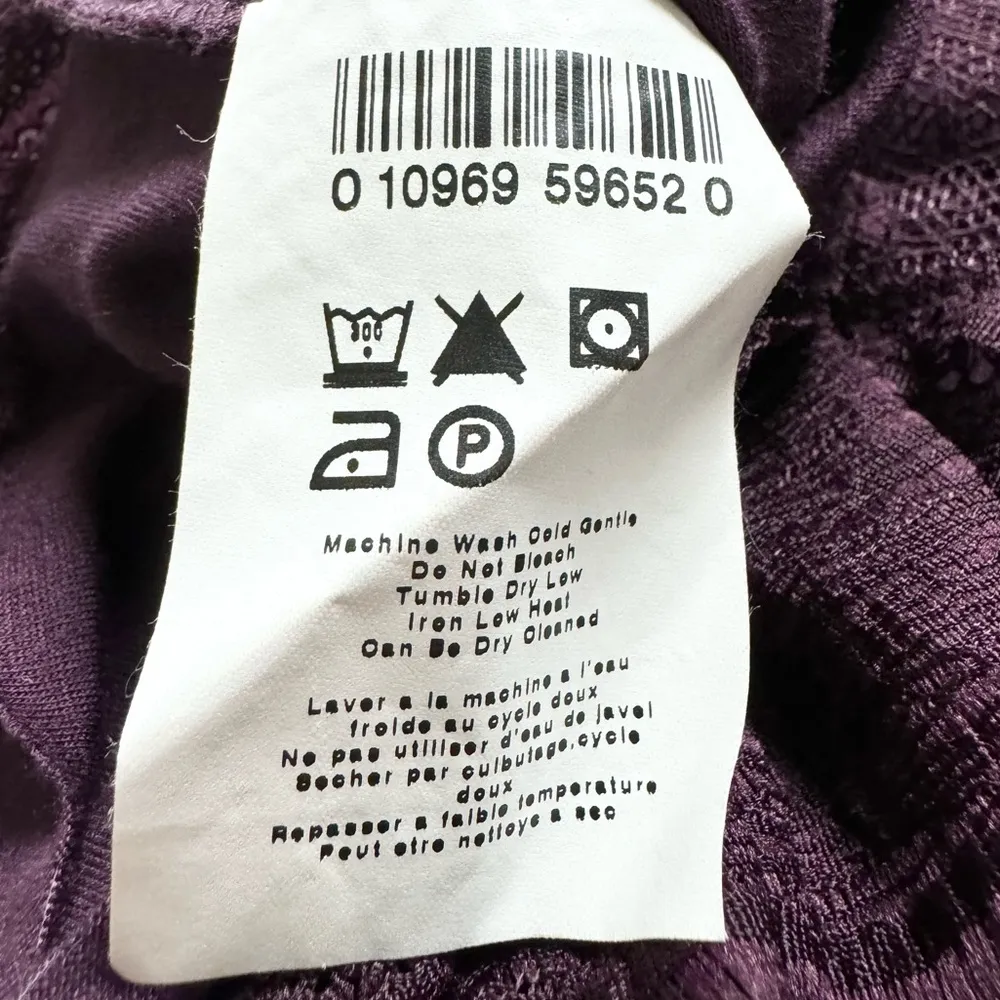 0 10969 59652 0
30C
P
Machine Wash Cold Gentle
Do Not Bleach
Tumble Dry Low
Iron Low Heat
Can Be Dry Cleaned
Laver a la machine a l'eau
froide au cycle doux
Ne pas utiliser d'eau de javel
Secher par culbutage,cycle
doux
Repasser a faible temperature
Peut etre nettoye a sec